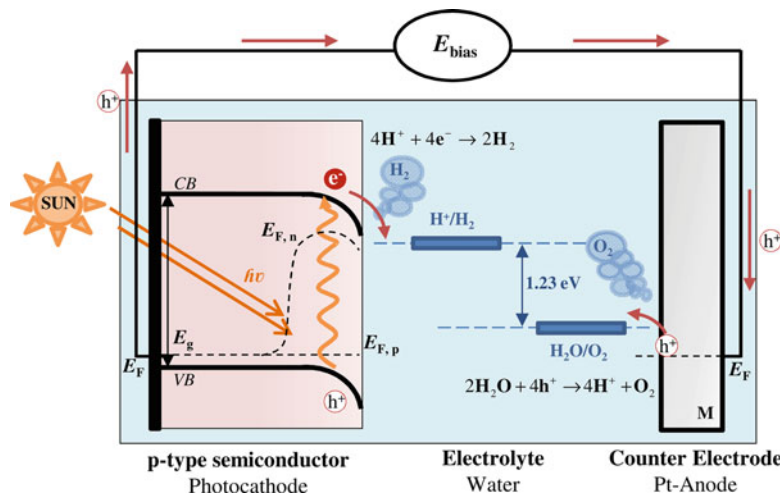 E_bias
h⁺
4H⁺ + 4e⁻ → 2H₂
SUN
CB
e⁻
H₂
E_F, n
H⁺/H₂
O₂
h⁺
hν
1.23 eV
E_g
E_F, p
h⁺
E_F
VB
H₂O/O₂
E_F
h⁺
2H₂O + 4h⁺ → 4H⁺ + O₂
M
p-type semiconductor
Photocathode
Electrolyte
Water
Counter Electrode
Pt-Anode